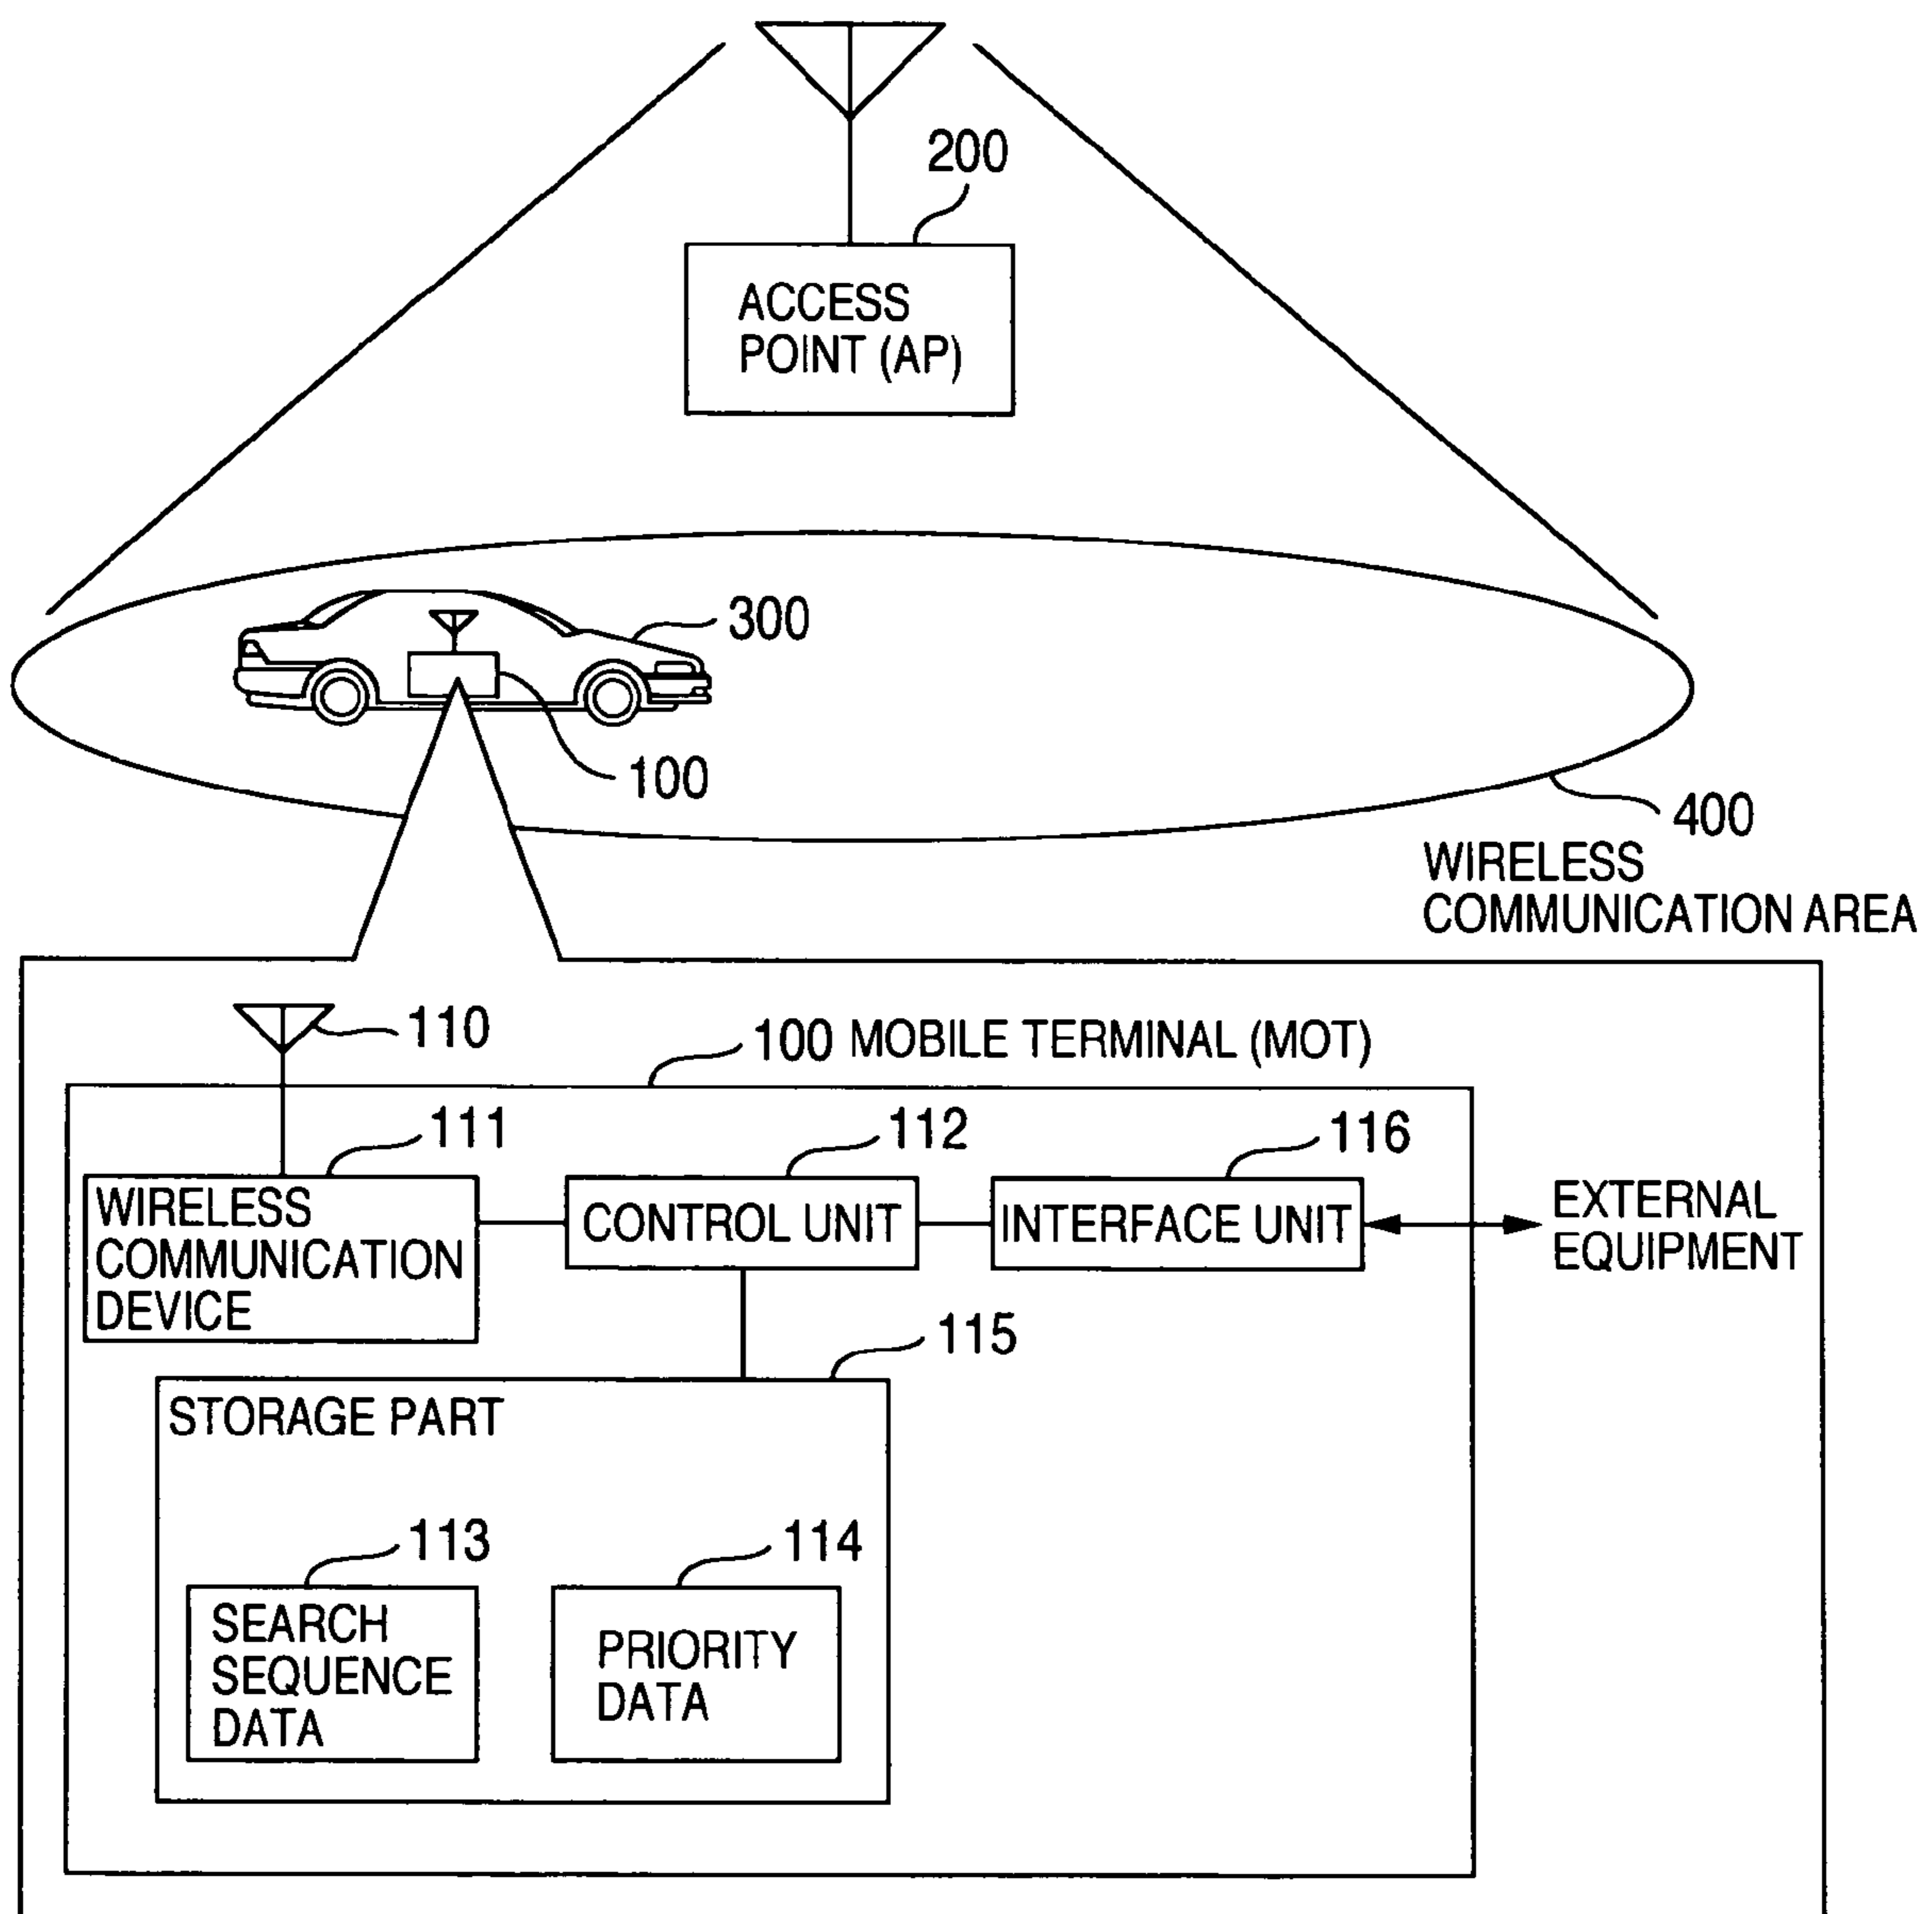 200
ACCESS
POINT (AP)
300
100
400
WIRELESS
COMMUNICATION AREA
110
100 MOBILE TERMINAL (MOT)
111
112
116
WIRELESS
COMMUNICATION
DEVICE
CONTROL UNIT
INTERFACE UNIT
EXTERNAL
EQUIPMENT
115
STORAGE PART
113
114
SEARCH
SEQUENCE
DATA
PRIORITY
DATA